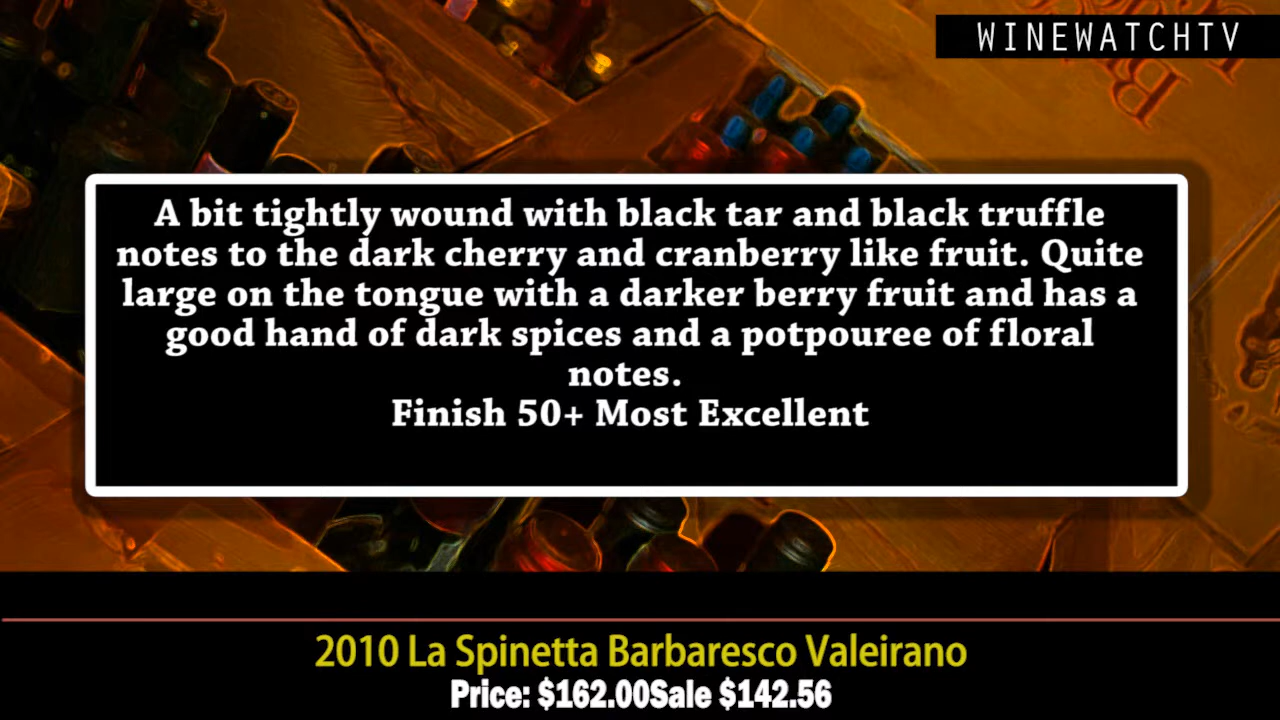 WINEWATCHTV
A bit tightly wound with black tar and black truffle
notes to the dark cherry and cranberry like fruit. Quite
large on the tongue with a darker berry fruit and has a
good hand of dark spices and a potpouree of floral
notes.
Finish 50+ Most Excellent
2010 La Spinetta Barbaresco Valeirano
Price: $162.00Sale $142.56